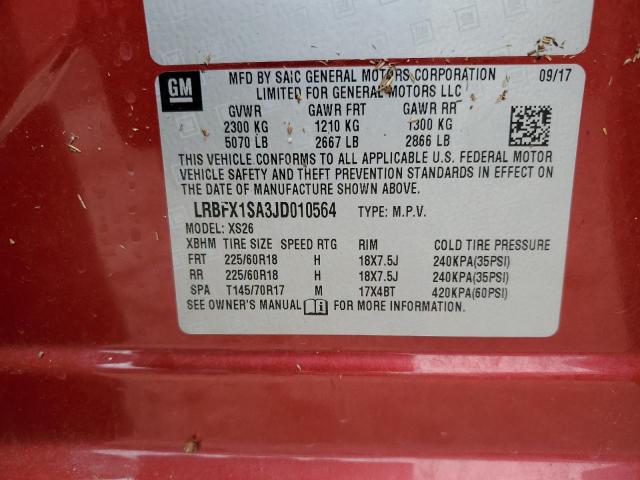 GM
MFD BY SAIC GENERAL MOTORS CORPORATION 09/17
LIMITED FOR GENERAL MOTORS LLC
GVWR GAWR FRT GAWR RR
2300 KG 1210 KG 1300 KG
5070 LB 2667 LB 2866 LB
THIS VEHICLE CONFORMS TO ALL APPLICABLE U.S. FEDERAL MOTOR
VEHICLE SAFETY AND THEFT PREVENTION STANDARDS IN EFFECT ON
THE DATE OF MANUFACTURE SHOWN ABOVE.
LRBFX1SA3JD010564 TYPE: M.P.V.
MODEL: XS26
XBHM TIRE SIZE SPEED RTG RIM COLD TIRE PRESSURE
FRT 225/60R18 H 18X7.5J 240KPA(35PSI)
RR 225/60R18 H 18X7.5J 240KPA(35PSI)
SPA T145/70R17 M 17X4BT 420KPA(60PSI)
SEE OWNER'S MANUAL FOR MORE INFORMATION.